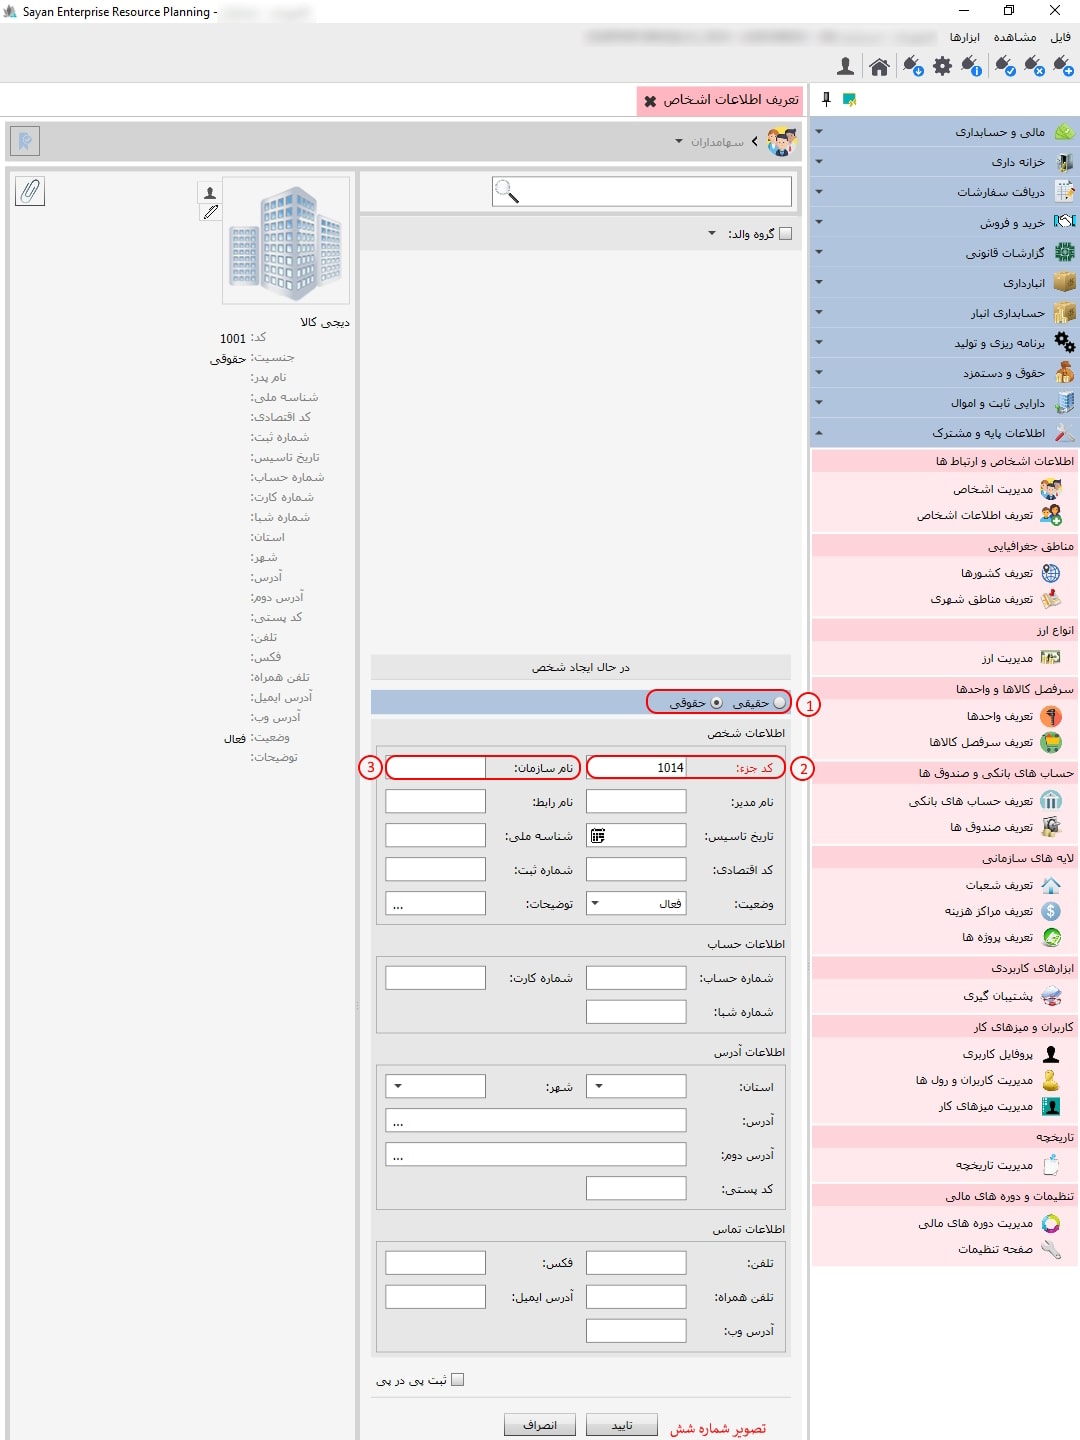 Sayan Enterprise Resource Planning -
فایل
مشاهده
ابزارها
تعریف اطلاعات اشخاص
سهامداران
مالی و حسابداری
خزانه داری
دریافت سفارشات
خرید و فروش
گزارشات قانونی
انبارداری
حسابداری انبار
برنامه ریزی و تولید
حقوق و دستمزد
دارایی ثابت و اموال
اطلاعات پایه و مشترک
اطلاعات اشخاص و ارتباط ها
مدیریت اشخاص
تعریف اطلاعات اشخاص
مناطق جغرافیایی
تعریف کشورها
تعریف مناطق شهری
انواع ارز
مدیریت ارز
سرفصل کالاها و واحدها
تعریف واحدها
تعریف سرفصل کالاها
حساب های بانکی و صندوق ها
تعریف حساب های بانکی
تعریف صندوق ها
لایه های سازمانی
تعریف شعبات
تعریف مراکز هزینه
تعریف پروژه ها
ابزارهای کاربردی
پشتیبان گیری
کاربران و میزهای کار
پروفایل کاربری
مدیریت کاربران و رول ها
مدیریت میزهای کار
تاریخچه
مدیریت تاریخچه
تنظیمات و دوره های مالی
مدیریت دوره های مالی
صفحه تنظیمات
گروه والد:
در حال ایجاد شخص
حقیقی حقوقی 1
اطلاعات شخص
2 کد جزء: 1014 نام سازمان: 3
نام مدیر: نام رابط:
تاریخ تاسیس: شناسه ملی:
کد اقتصادی: شماره ثبت:
وضعیت: فعال توضیحات: ...
اطلاعات حساب
شماره حساب: شماره کارت:
شماره شبا:
اطلاعات آدرس
استان: شهر:
آدرس: ...
آدرس دوم: ...
کد پستی:
اطلاعات تماس
تلفن: فکس:
تلفن همراه: آدرس ایمیل:
آدرس وب:
ثبت پی در پی
تصویر شماره شش تایید انصراف
دیجی کالا
کد: 1001
جنسیت: حقوقی
نام پدر:
شناسه ملی:
کد اقتصادی:
شماره ثبت:
تاریخ تاسیس:
شماره حساب:
شماره کارت:
شماره شبا:
استان:
شهر:
آدرس:
آدرس دوم:
کد پستی:
تلفن:
فکس:
تلفن همراه:
آدرس ایمیل:
آدرس وب:
وضعیت: فعال
توضیحات: